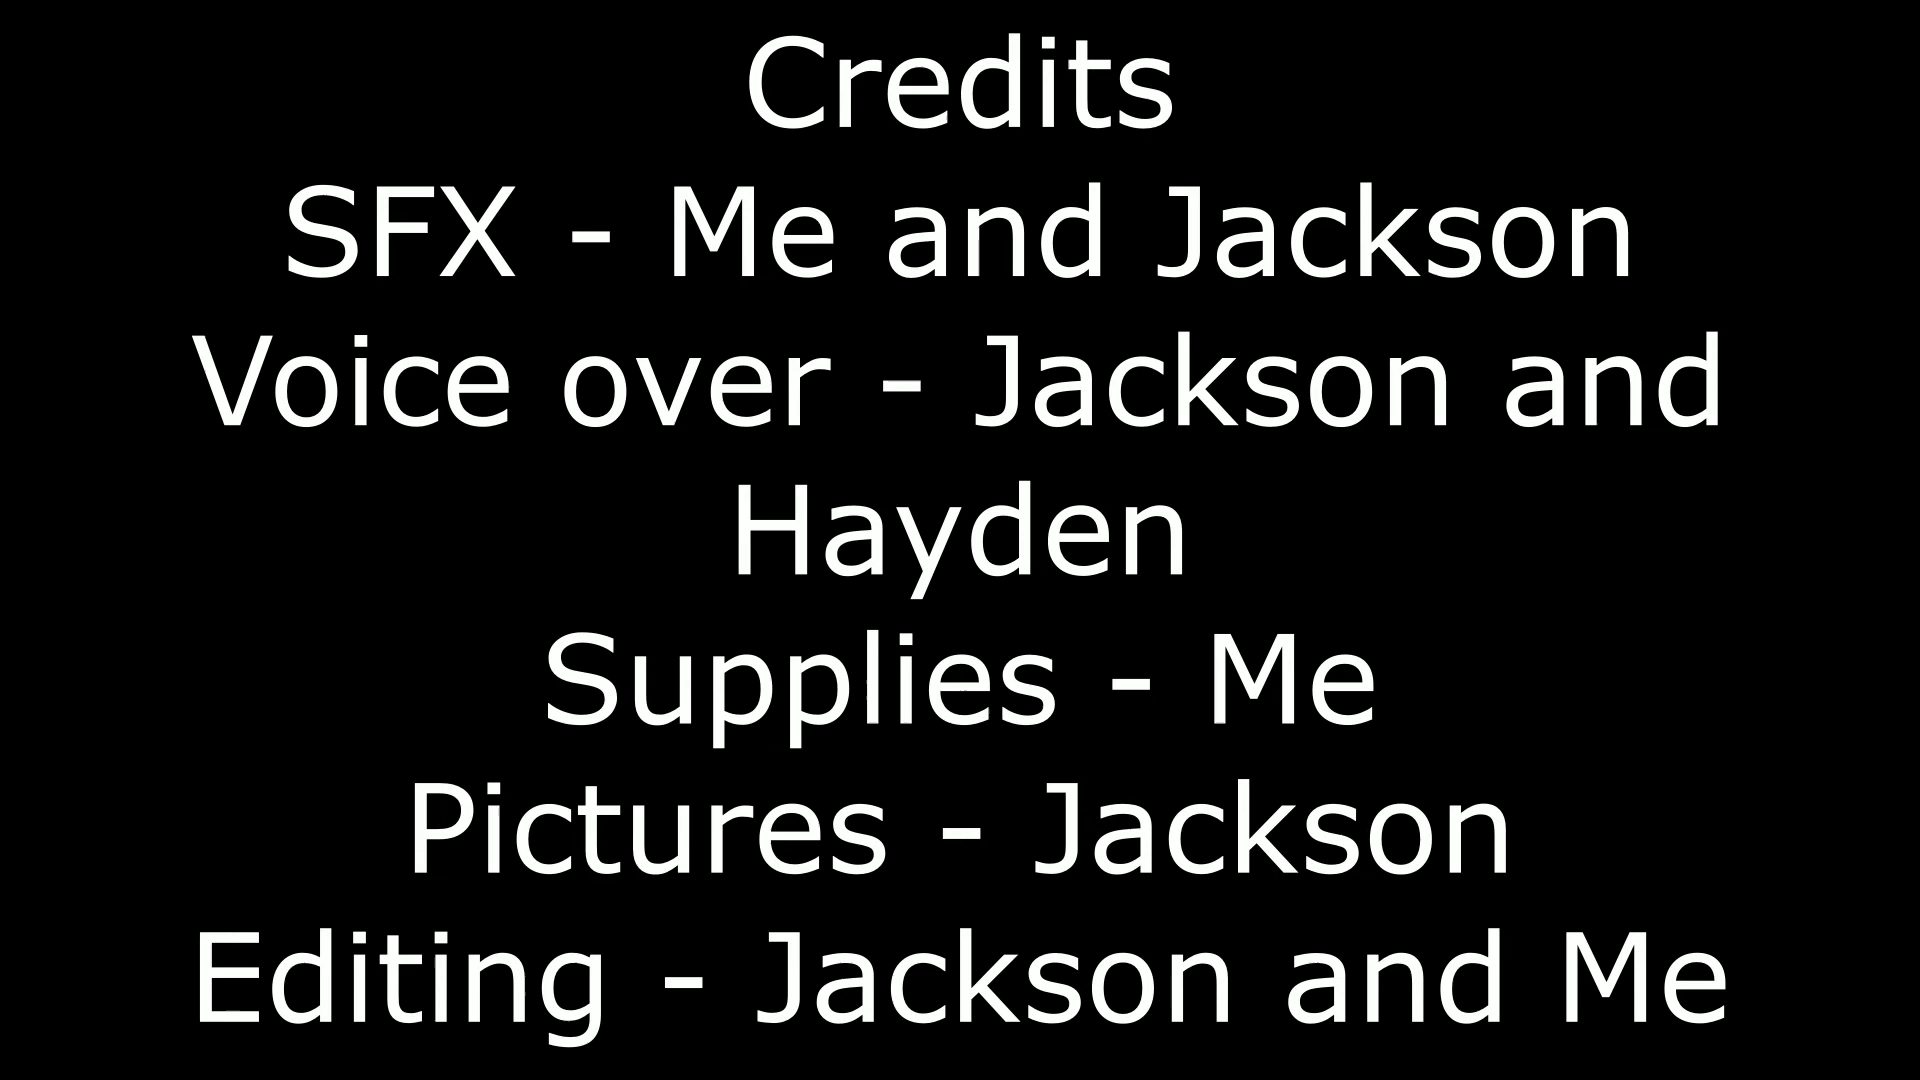 Credits
SFX - Me and Jackson
Voice over - Jackson and
Hayden
Supplies - Me
Pictures - Jackson
Editing - Jackson and Me